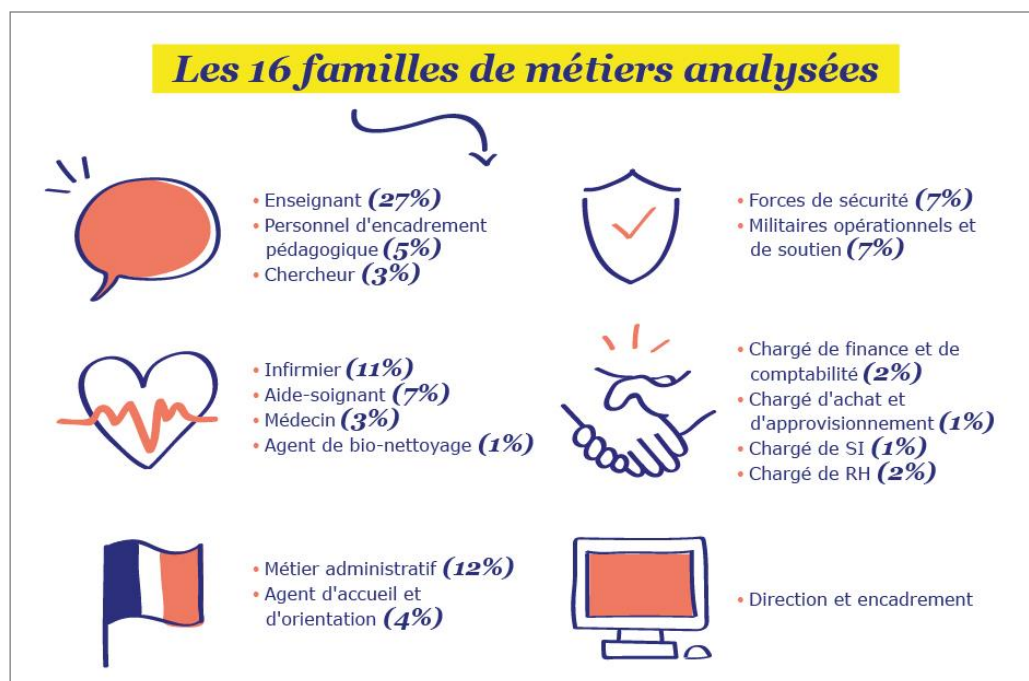 Les 16 familles de métiers analysées
• Enseignant (27%)
• Personnel d'encadrement
pédagogique (5%)
• Chercheur (3%)
• Forces de sécurité (7%)
• Militaires opérationnels et
de soutien (7%)
• Infirmier (11%)
• Aide-soignant (7%)
• Médecin (3%)
• Agent de bio-nettoyage (1%)
• Chargé de finance et de
comptabilité (2%)
• Chargé d'achat et
d'approvisionnement (1%)
• Chargé de SI (1%)
• Chargé de RH (2%)
• Métier administratif (12%)
• Agent d'accueil et
d'orientation (4%)
• Direction et encadrement